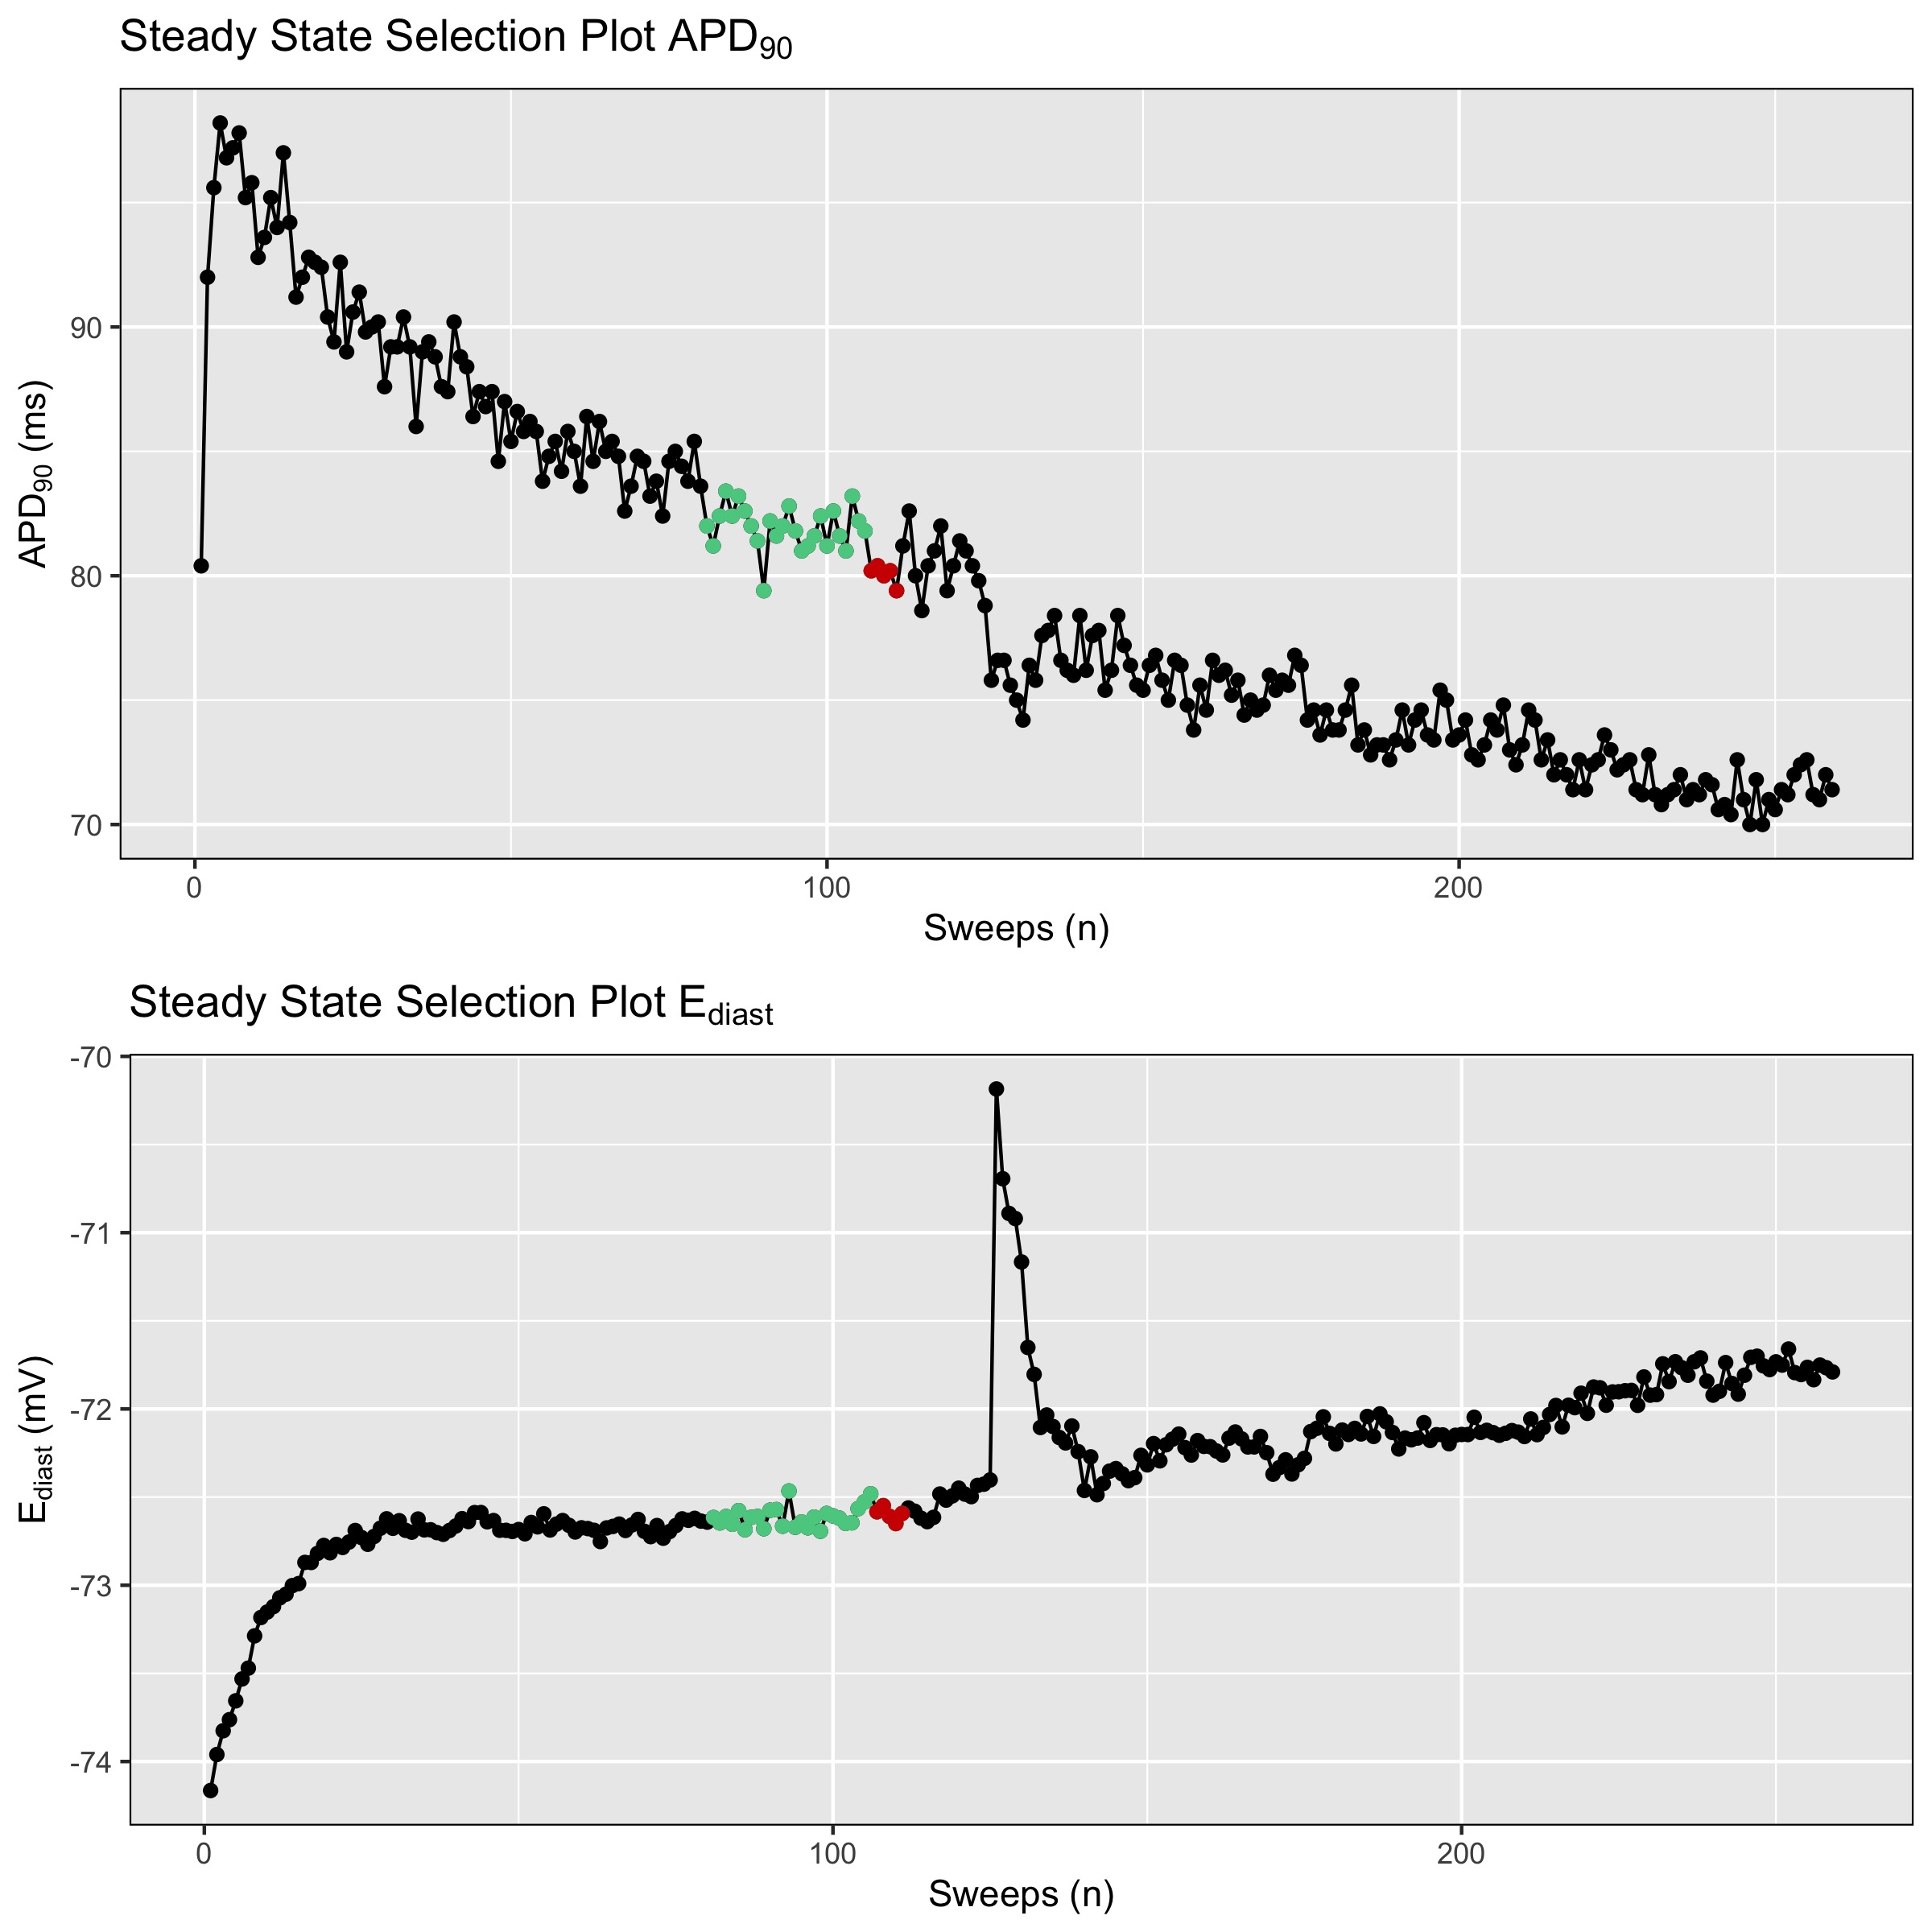 Steady State Selection Plot APD90
APD90 (ms)
90
80
70
0 100 200
Sweeps (n)
Steady State Selection Plot Ediast
Ediast (mV)
-70
-71
-72
-73
-74
0 100 200
Sweeps (n)